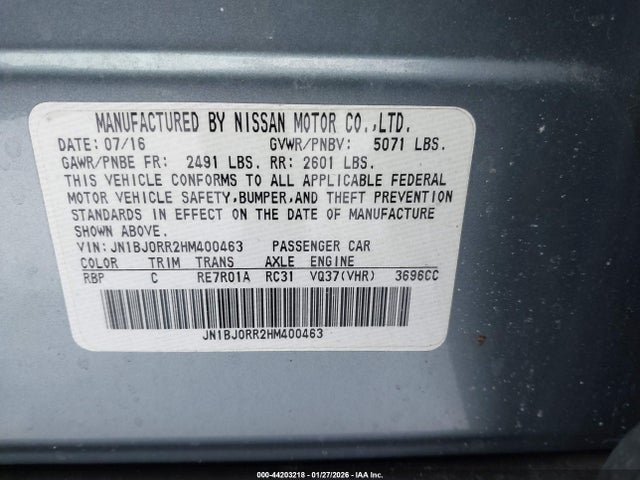 MANUFACTURED BY NISSAN MOTOR CO.,LTD.
DATE: 07/16 GVWR/PNBV: 5071 LBS.
GAWR/PNBE FR: 2491 LBS. RR: 2601 LBS.
THIS VEHICLE CONFORMS TO ALL APPLICABLE FEDERAL
MOTOR VEHICLE SAFETY,BUMPER,AND THEFT PREVENTION
STANDARDS IN EFFECT ON THE DATE OF MANUFACTURE
SHOWN ABOVE.
VIN: JN1BJ0RR2HM400463 PASSENGER CAR
COLOR TRIM TRANS AXLE ENGINE
RBP C RE7R01A RC31 VQ37(VHR) 3696CC
JN1BJ0RR2HM400463
000-44203218 - 01/27/2026 - IAA Inc.